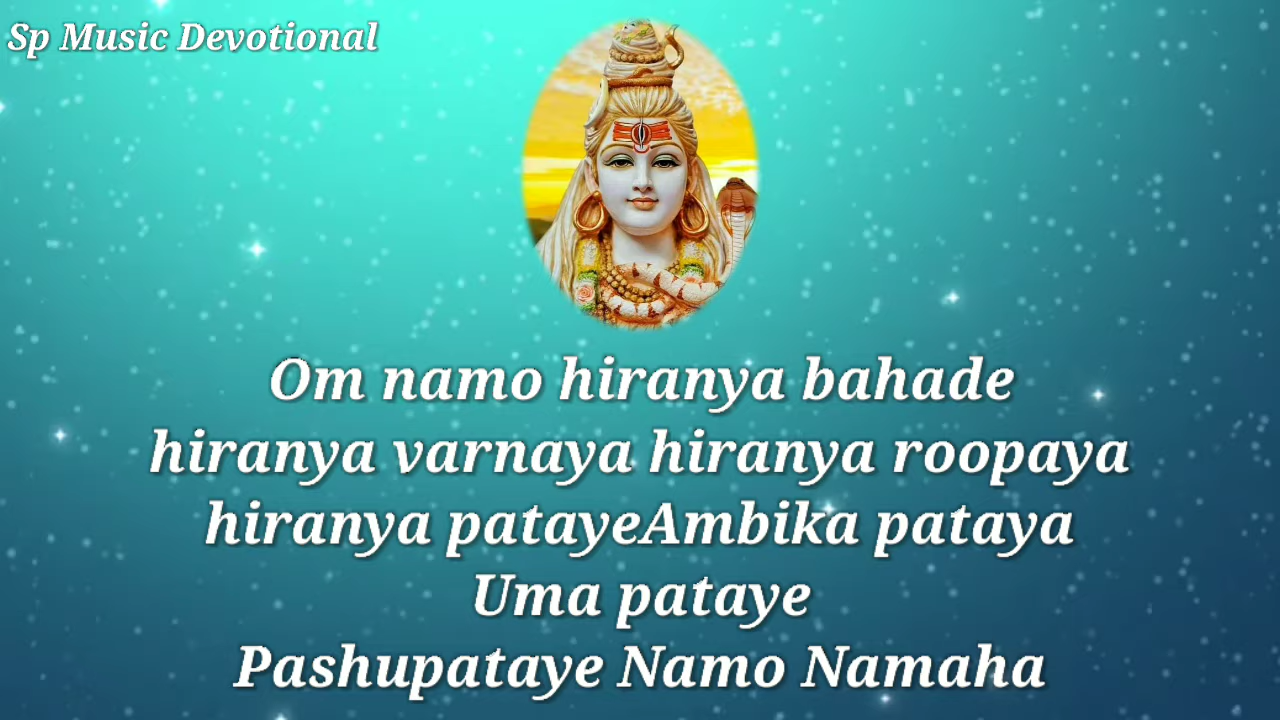 Sp Music Devotional
Om namo hiranya bahade
hiranya varnaya hiranya roopaya
hiranya patayeAmbika pataya
Uma pataye
Pashupataye Namo Namaha